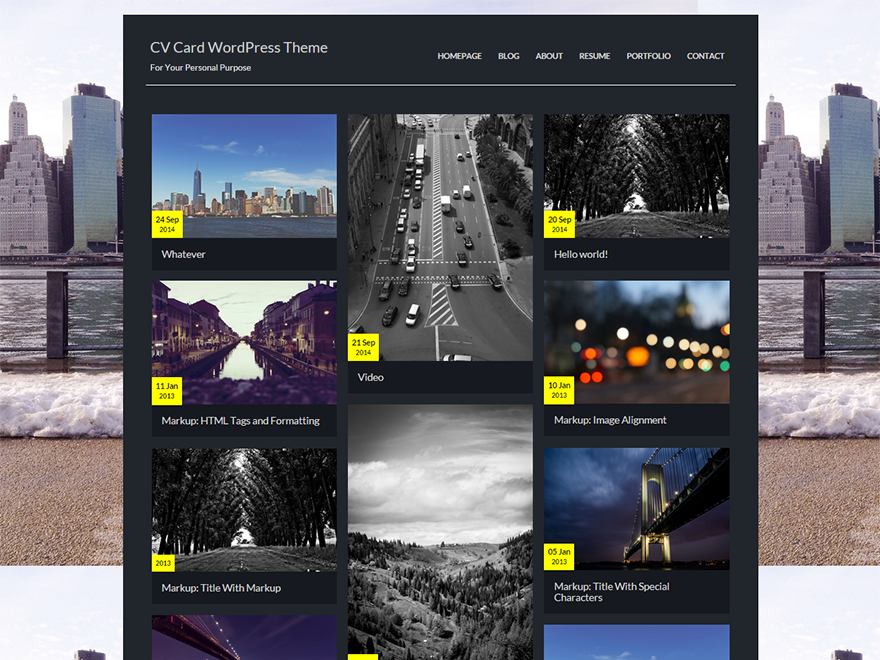 CV Card WordPress Theme
For Your Personal Purpose
HOMEPAGE BLOG ABOUT RESUME PORTFOLIO CONTACT
24 Sep
2014
Whatever
21 Sep
2014
Video
20 Sep
2014
Hello world!
11 Jan
2013
Markup: HTML Tags and Formatting
10 Jan
2013
Markup: Image Alignment
2013
Markup: Title With Markup
05 Jan
2013
Markup: Title With Special
Characters